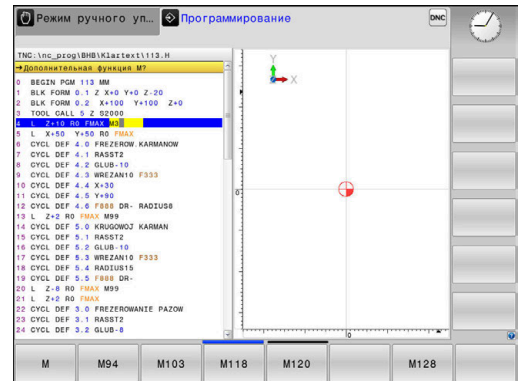 Режим ручного уп...
Программирование
DNC
TNC:\nc_prog\BHB\Klartext\113.H
→Дополнительная функция M?
0 BEGIN PGM 113 MM
1 BLK FORM 0.1 Z X+0 Y+0 Z-20
2 BLK FORM 0.2 X+100 Y+100 Z+0
3 TOOL CALL 5 Z S2000
4 L Z+10 R0 FMAX M3
5 L X+50 Y+50 R0 FMAX
6 CYCL DEF 4.0 FREZEROW.KARMANOW
7 CYCL DEF 4.1 RASST2
8 CYCL DEF 4.2 GLUB-10
9 CYCL DEF 4.3 WREZAN10 F333
10 CYCL DEF 4.4 X+30
11 CYCL DEF 4.5 Y+90
12 CYCL DEF 4.6 F888 DR- RADIUS8
13 L Z+2 R0 FMAX M99
14 CYCL DEF 5.0 KRUGOWOJ KARMAN
15 CYCL DEF 5.1 RASST2
16 CYCL DEF 5.2 GLUB-10
17 CYCL DEF 5.3 WREZAN10 F333
18 CYCL DEF 5.4 RADIUS15
19 CYCL DEF 5.5 F888 DR-
20 L Z-8 R0 FMAX M99
21 L Z+2 R0 FMAX
22 CYCL DEF 3.0 FREZEROWANIE PAZOW
23 CYCL DEF 3.1 RASST2
24 CYCL DEF 3.2 GLUB-8
Y
X
0
0
M M94 M103 M118 M120 M128